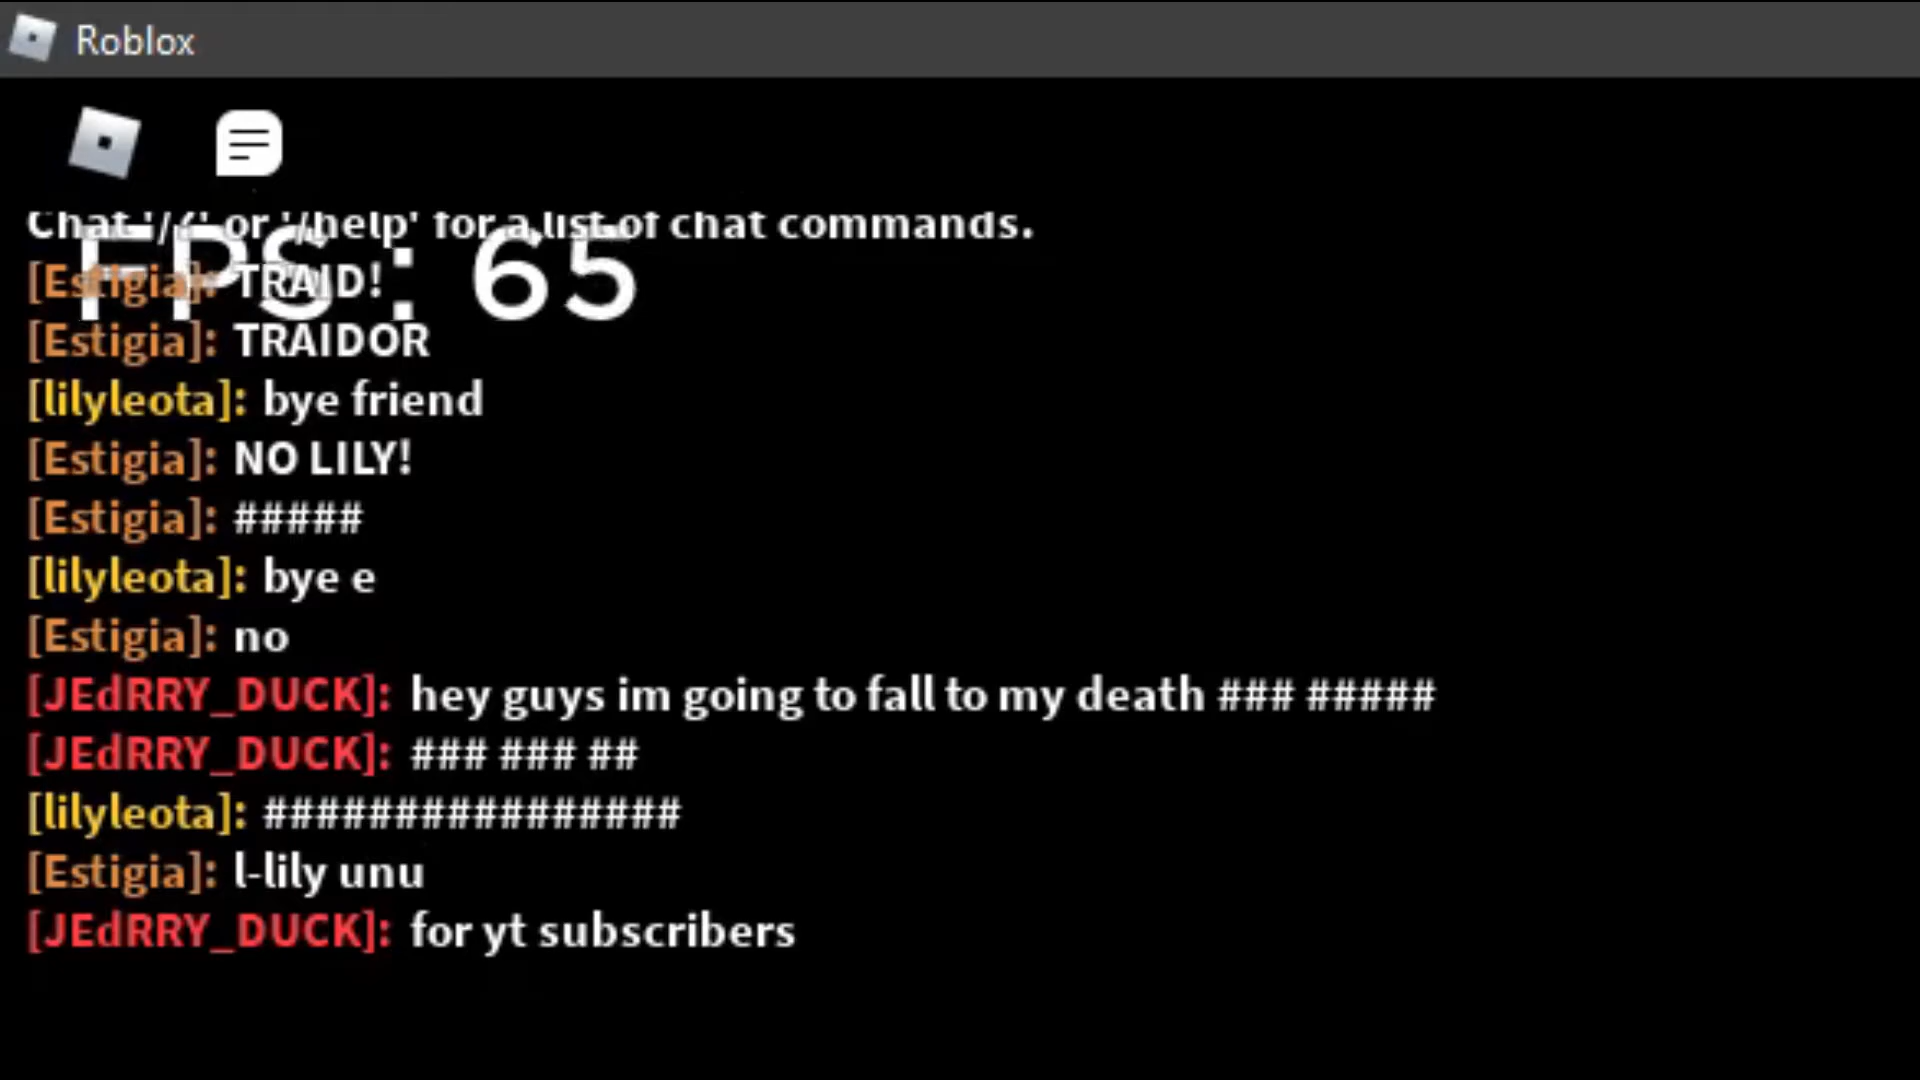 Roblox
Chat '/?' or '/help' for a list of chat commands.
FPS: 65
[Estigia]: TRAID!
[Estigia]: TRAIDOR
[lilyleota]: bye friend
[Estigia]: NO LILY!
[Estigia]: #####
[lilyleota]: bye e
[Estigia]: no
[JEdRRY_DUCK]: hey guys im going to fall to my death ### #####
[JEdRRY_DUCK]: ### ### ##
[lilyleota]: ################
[Estigia]: l-lily unu
[JEdRRY_DUCK]: for yt subscribers